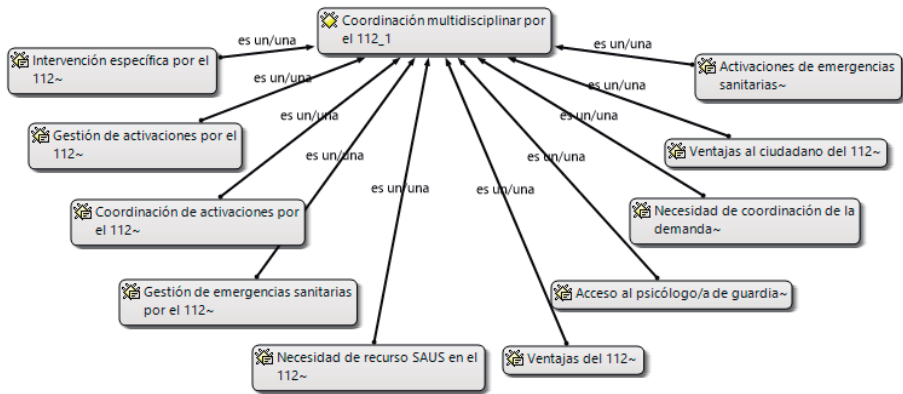 Coordinación multidisciplinar por
el 112_1
es un/una
es un/una
Intervención específica por el
112~
Activaciones de emergencias
sanitarias~
es un/una
es un/una
es un/una
es un/una
Gestión de activaciones por el
112~
Ventajas al ciudadano del 112~
es un/una
es un/una
es un/una
es un/una
Coordinación de activaciones por
el 112~
Necesidad de coordinación de la
demanda~
Gestión de emergencias sanitarias
por el 112~
Acceso al psicólogo/a de guardia~
Necesidad de recurso SAUS en el
112~
Ventajas del 112~